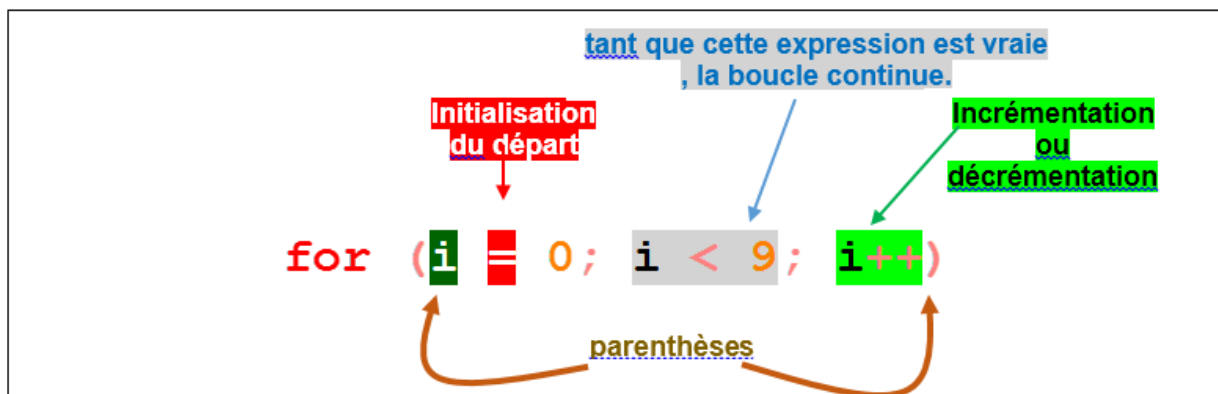 tant que cette expression est vraie
, la boucle continue.
Initialisation
du départ
Incrémentation
ou
décrémentation
for (i = 0; i < 9; i++)
parenthèses